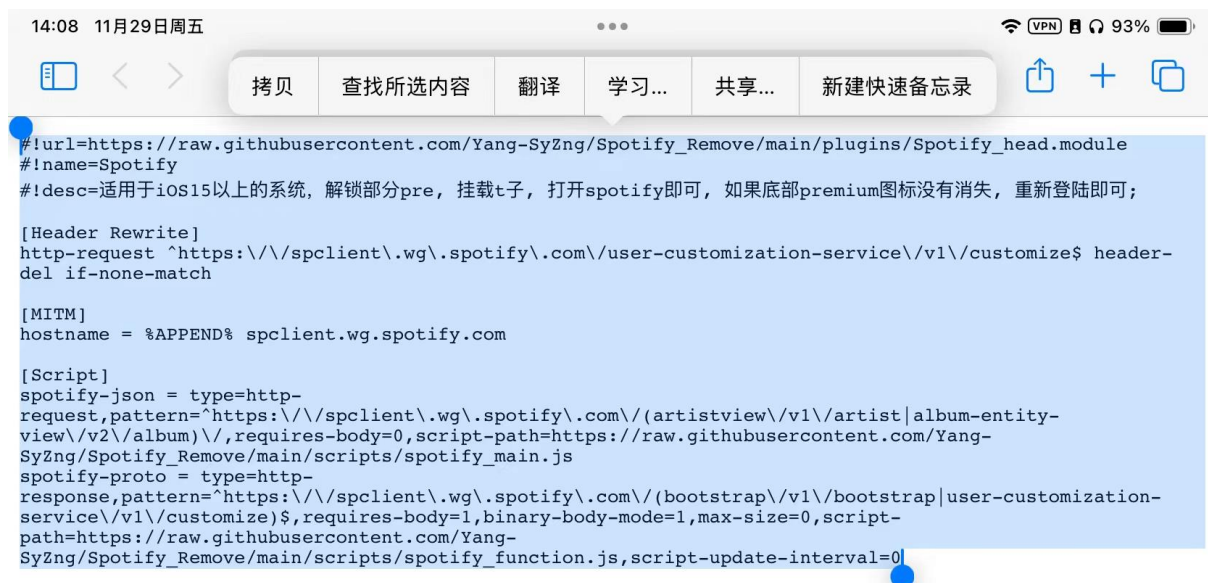 14:08 11月29日周五
VPN 93%
拷贝 查找所选内容 翻译 学习... 共享... 新建快速备忘录
#!url=https://raw.githubusercontent.com/Yang-SyZng/Spotify_Remove/main/plugins/Spotify_head.module
#!name=Spotify
#!desc=适用于iOS15以上的系统，解锁部分pre, 挂载t子, 打开spotify即可, 如果底部premium图标没有消失, 重新登陆即可;
[Header Rewrite]
http-request ^https:\/\/spclient\.wg\.spotify\.com\/user-customization-service\/v1\/customize$ header-
del if-none-match
[MITM]
hostname = %APPEND% spclient.wg.spotify.com
[Script]
spotify-json = type=http-
request,pattern=^https:\/\/spclient\.wg\.spotify\.com\/(artistview\/v1\/artist|album-entity-
view\/v2\/album)\/,requires-body=0,script-path=https://raw.githubusercontent.com/Yang-
SyZng/Spotify_Remove/main/scripts/spotify_main.js
spotify-proto = type=http-
response,pattern=^https:\/\/spclient\.wg\.spotify\.com\/(bootstrap\/v1\/bootstrap|user-customization-
service\/v1\/customize)$,requires-body=1,binary-body-mode=1,max-size=0,script-
path=https://raw.githubusercontent.com/Yang-
SyZng/Spotify_Remove/main/scripts/spotify_function.js,script-update-interval=0